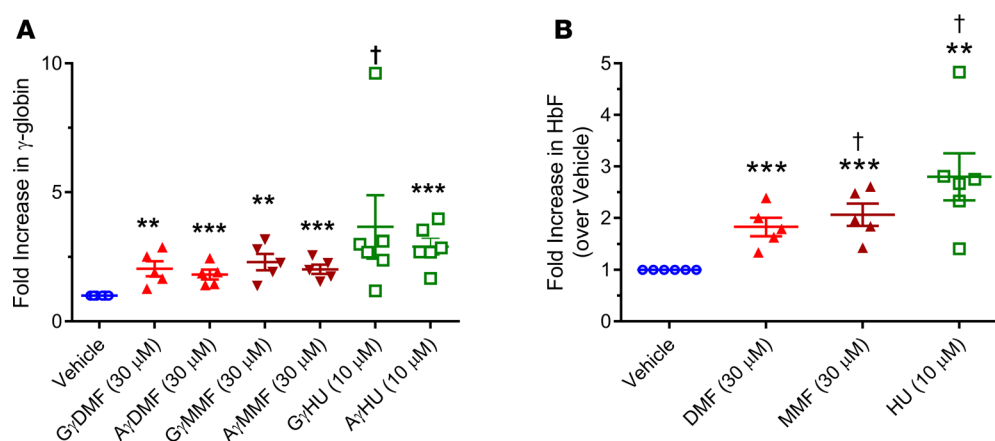 A
Fold Increase in γ-globin
10
5
0
**
***
**
***
†
***
Vehicle
GγDMF (30 μM)
AγDMF (30 μM)
GγMMF (30 μM)
AγMMF (30 μM)
GγHU (10 μM)
AγHU (10 μM)
B
Fold Increase in HbF
(over Vehicle)
5
4
3
2
1
0
***
†
***
†
**
Vehicle
DMF (30 μM)
MMF (30 μM)
HU (10 μM)